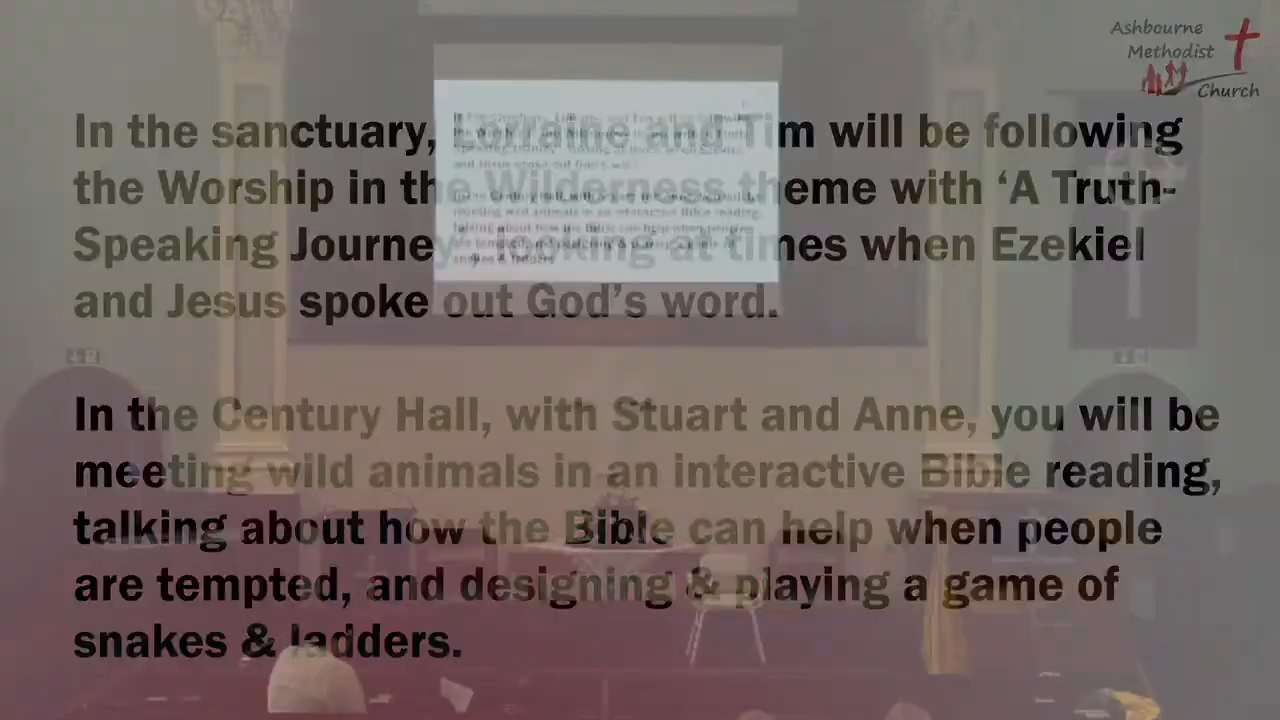 Ashbourne
Methodist
Church
In the sanctuary, Lorraine and Tim will be following
the Worship in the Wilderness theme with ‘A Truth-
Speaking Journey’ looking at times when Ezekiel
and Jesus spoke out God’s word.
In the Century Hall, with Stuart and Anne, you will be
meeting wild animals in an interactive Bible reading,
talking about how the Bible can help when people
are tempted, and designing & playing a game of
snakes & ladders.